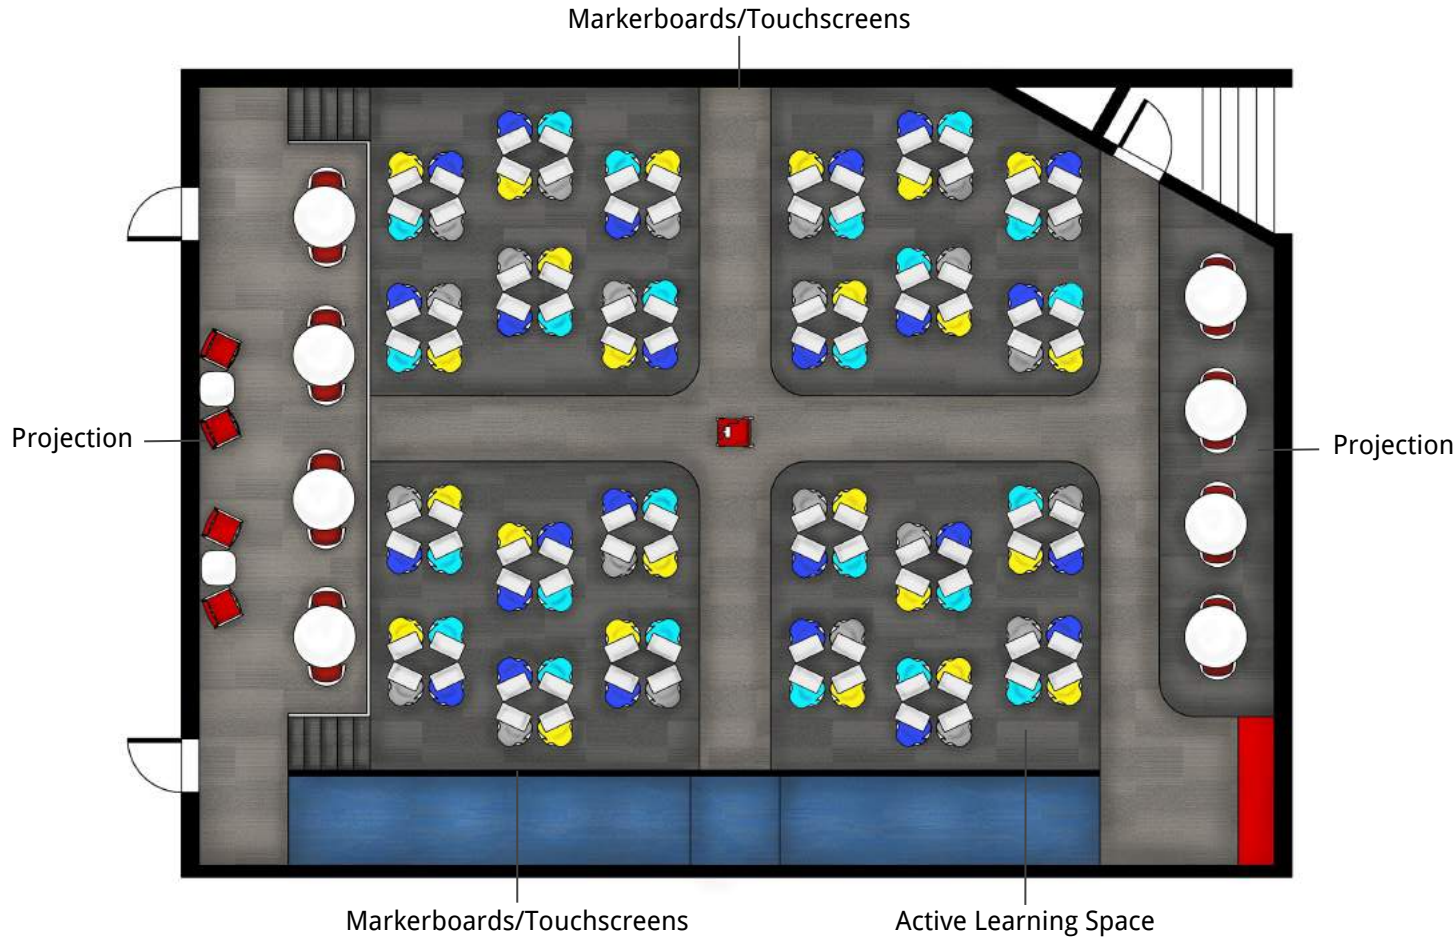 Markerboards/Touchscreens
Projection
Projection
Markerboards/Touchscreens
Active Learning Space